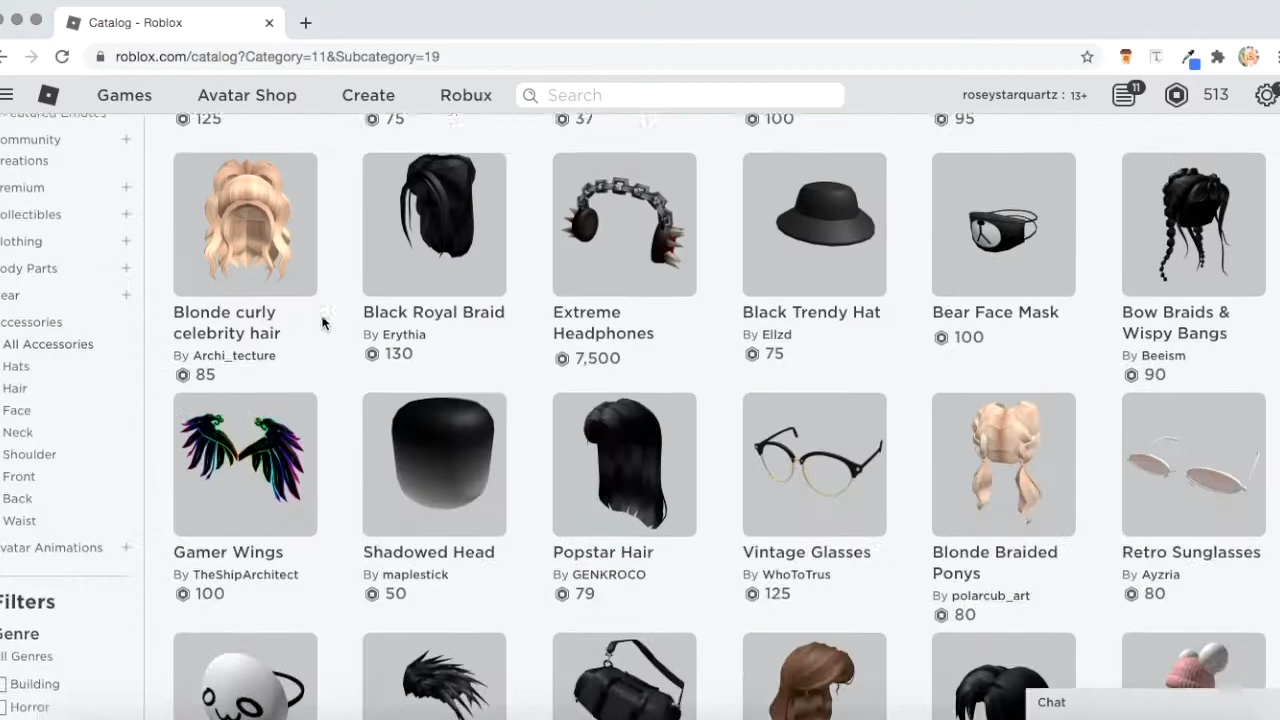 Catalog - Roblox
roblox.com/catalog?Category=11&Subcategory=19
Games
Avatar Shop
Create
Robux
Search
roseystarquartz : 13+
11
513
eatured Emotes
ommunity
reations
remium
ollectibles
lothing
ody Parts
ear
ccessories
All Accessories
Hats
Hair
Face
Neck
Shoulder
Front
Back
Waist
vatar Animations
Filters
Genre
ll Genres
Building
Horror
125
75
37
100
95
Blonde curly
celebrity hair
By Archi_tecture
85
Black Royal Braid
By Erythia
130
Extreme
Headphones
7,500
Black Trendy Hat
By Ellzd
75
Bear Face Mask
100
Bow Braids &
Wispy Bangs
By Beeism
90
Gamer Wings
By TheShipArchitect
100
Shadowed Head
By maplestick
50
Popstar Hair
By GENKROCO
79
Vintage Glasses
By WhoToTrus
125
Blonde Braided
Ponys
By polarcub_art
80
Retro Sunglasses
By Ayzria
80
Chat